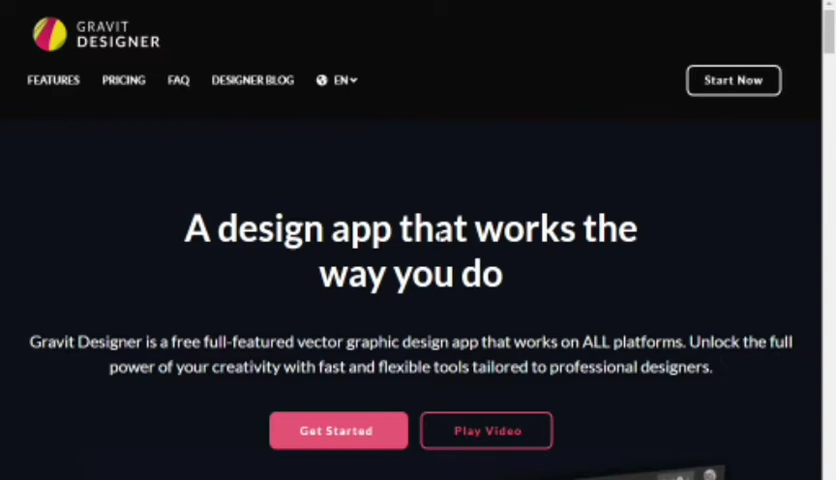 GRAVIT
DESIGNER
FEATURES PRICING FAQ DESIGNER BLOG EN Start Now
A design app that works the
way you do
Gravit Designer is a free full-featured vector graphic design app that works on ALL platforms. Unlock the full
power of your creativity with fast and flexible tools tailored to professional designers.
Get Started Play Video